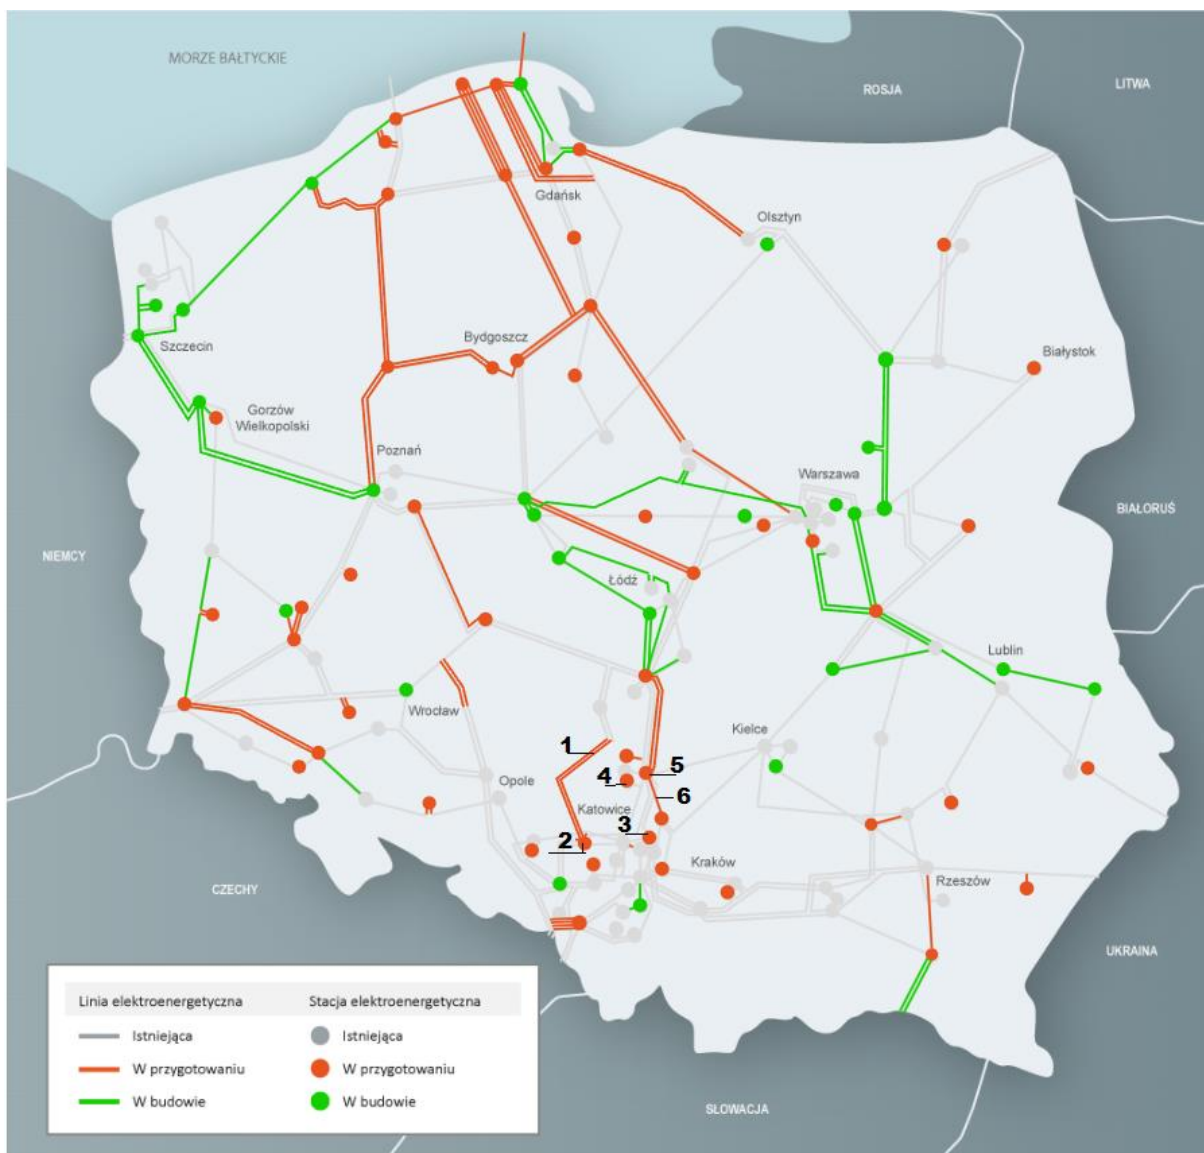 MORZE BAŁTYCKIE
ROSJA
LITWA
Gdańsk
Olsztyn
Szczecin
Bydgoszcz
Białystok
Gorzów
Wielkopolski
Poznań
Warszawa
BIAŁORUŚ
NIEMCY
Łódź
Lublin
Wrocław
Kielce
1
5
4
Opole
6
Katowice
3
2
Kraków
Rzeszów
CZECHY
UKRAINA
Linia elektroenergetyczna
Stacja elektroenergetyczna
Istniejąca
Istniejąca
W przygotowaniu
W przygotowaniu
W budowie
W budowie
SŁOWACJA